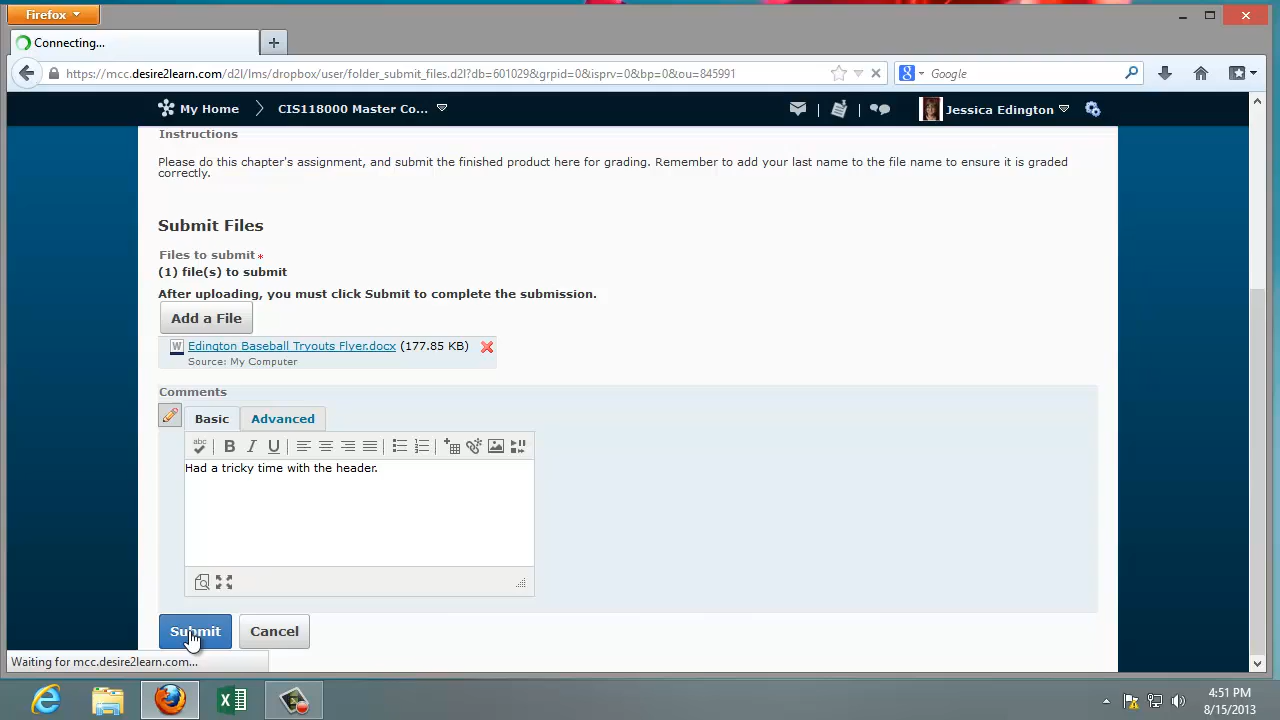 Firefox
Connecting...
https://mcc.desire2learn.com/d2l/lms/dropbox/user/folder_submit_files.d2l?db=601029&grpid=0&isprv=0&bp=0&ou=84599
Google
My Home
CIS118000 Master Co...
Jessica Edington
Instructions
Please do this chapter's assignment, and submit the finished product here for grading. Remember to add your last name to the file name to ensure it is graded
correctly.
Submit Files
Files to submit *
(1) file(s) to submit
After uploading, you must click Submit to complete the submission.
Add a File
Edington Baseball Tryouts Flyer.docx (177.85 KB)
Source: My Computer
Comments
Basic Advanced
abc B I U
Had a tricky time with the header.
Submit Cancel
Waiting for mcc.desire2learn.com...
4:51 PM
8/15/2013